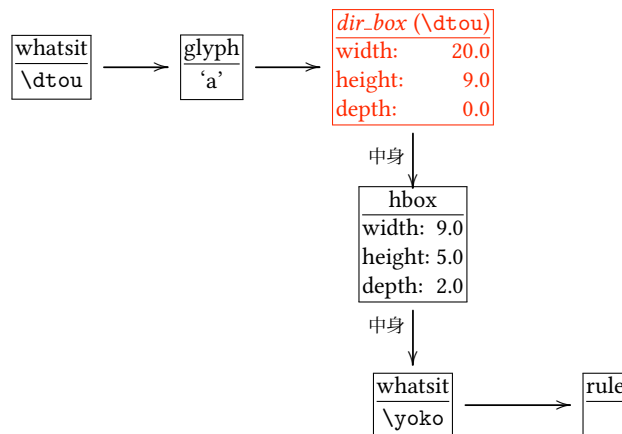 whatsit
\dtou
glyph
‘a’
dir_box (\dtou)
width: 20.0
height: 9.0
depth: 0.0
中身
hbox
width: 9.0
height: 5.0
depth: 2.0
中身
whatsit
\yoko
rule